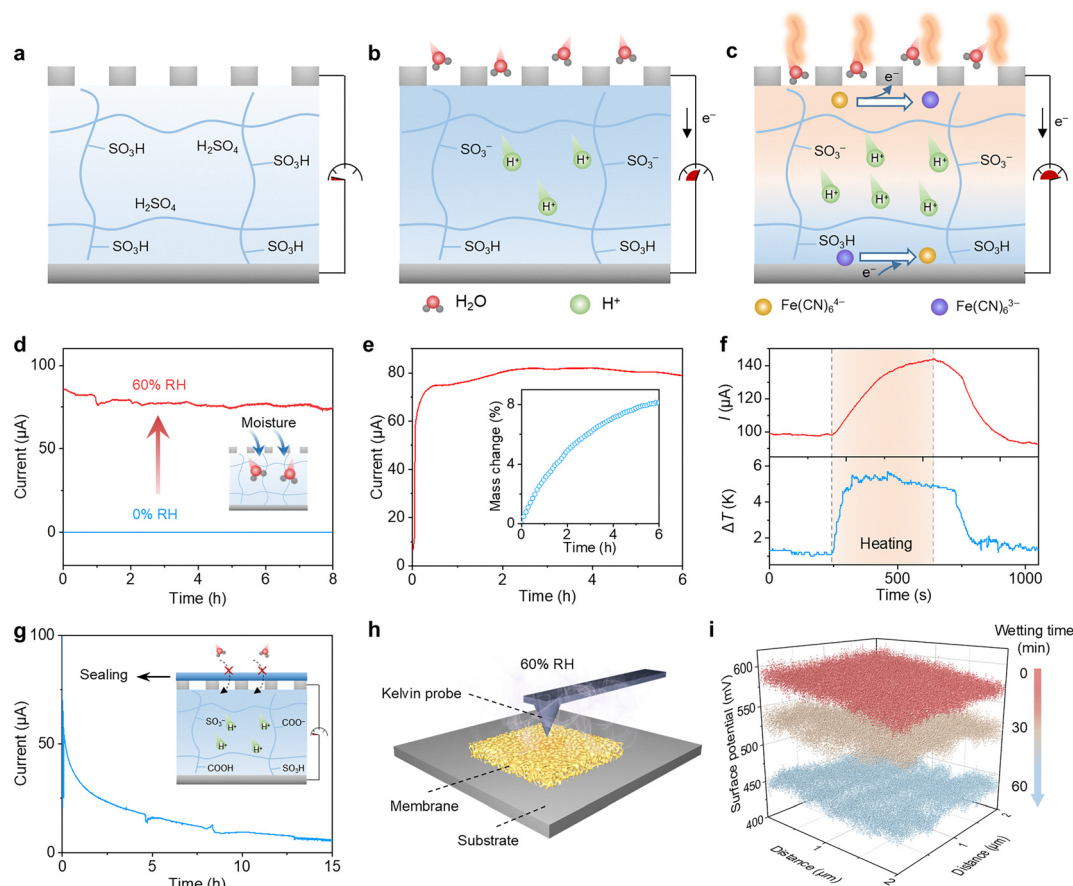 a
SO₃H
H₂SO₄
SO₃H
H₂SO₄
SO₃H
SO₃H
b
e⁻
SO₃⁻
H⁺
H⁺
SO₃⁻
H⁺
SO₃H
SO₃H
H₂O
H⁺
c
e⁻
e⁻
SO₃⁻
H⁺
H⁺
SO₃⁻
H⁺
H⁺
H⁺
SO₃H
SO₃H
e⁻
Fe(CN)₆⁴⁻
Fe(CN)₆³⁻
d
100
50
0
Current (µA)
60% RH
Moisture
0% RH
0 2 4 6 8
Time (h)
e
80
60
40
20
0
Current (µA)
Mass change (%)
8
4
0
0 2 4 6
Time (h)
0 2 4 6
Time (h)
f
140
120
100
I (µA)
6
4
2
ΔT (K)
Heating
0 500 1000
Time (s)
g
100
50
0
Current (µA)
Sealing
SO₃⁻
H⁺
H⁺
COO⁻
H⁺
H⁺
COOH
SO₃H
0 5 10 15
Time (h)
h
60% RH
Kelvin probe
Membrane
Substrate
i
Wetting time
(min)
0
30
60
600
550
500
450
400
Surface potential (mV)
1
2
Distance (µm)
1
2
Distance (µm)